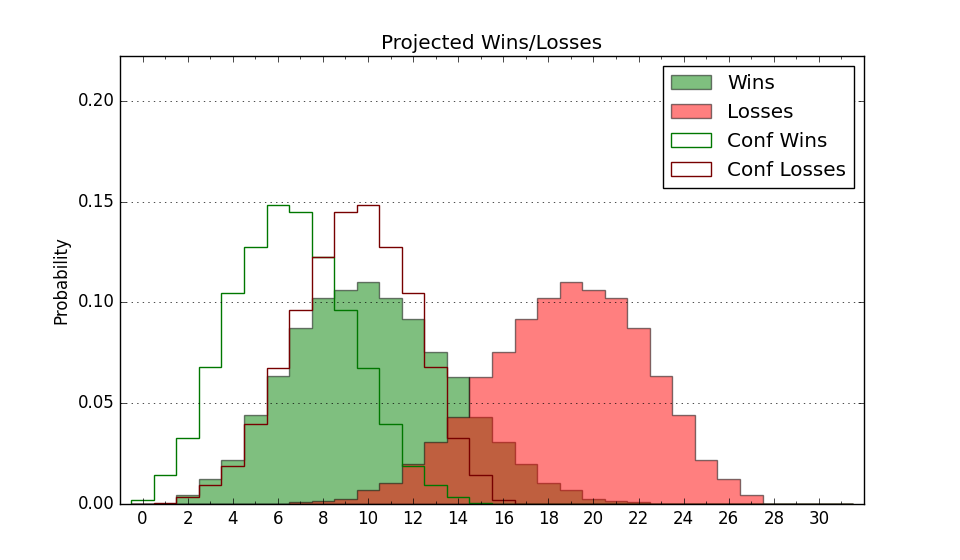 Projected Wins/Losses
Wins
Losses
Conf Wins
Conf Losses
Probability
0.20
0.15
0.10
0.05
0.00
0 2 4 6 8 10 12 14 16 18 20 22 24 26 28 30